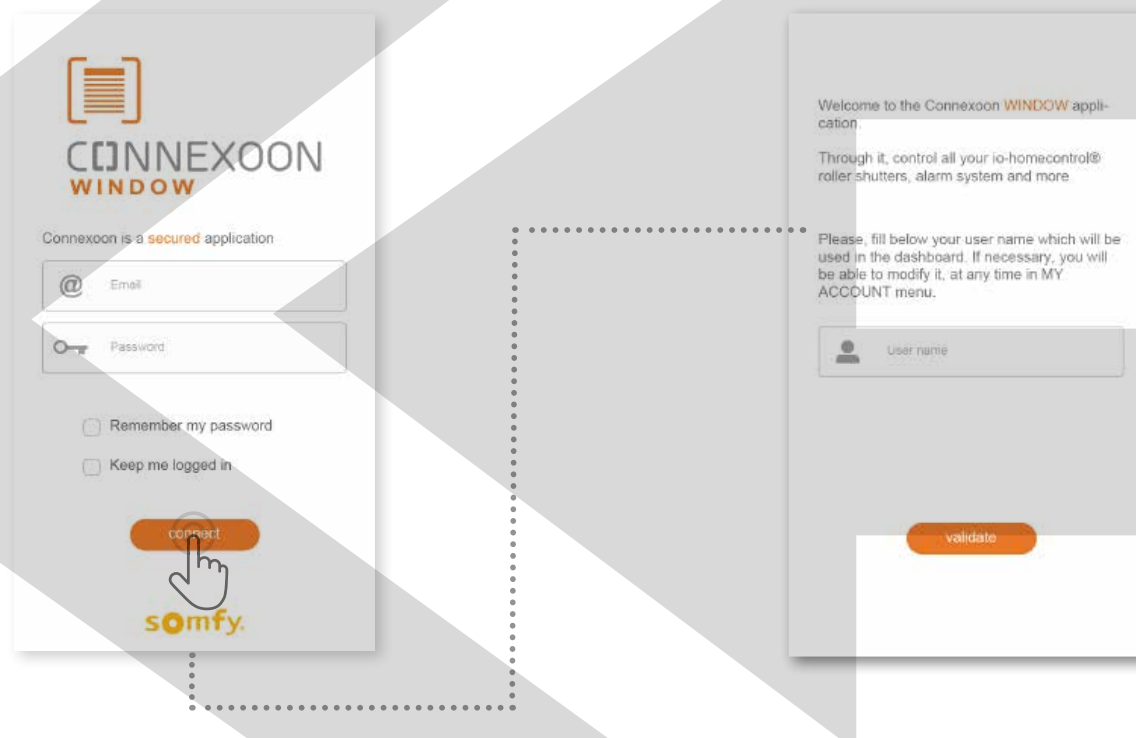 CONNEXOON
WINDOW
Connexoon is a secured application
@ Email
Password
Remember my password
Keep me logged in
connect
somfy.
Welcome to the Connexoon WINDOW appli-
cation.
Through it, control all your io-homecontrol®
roller shutters, alarm system and more
Please, fill below your user name which will be
used in the dashboard. If necessary, you will
be able to modify it, at any time in MY
ACCOUNT menu.
User name
validate